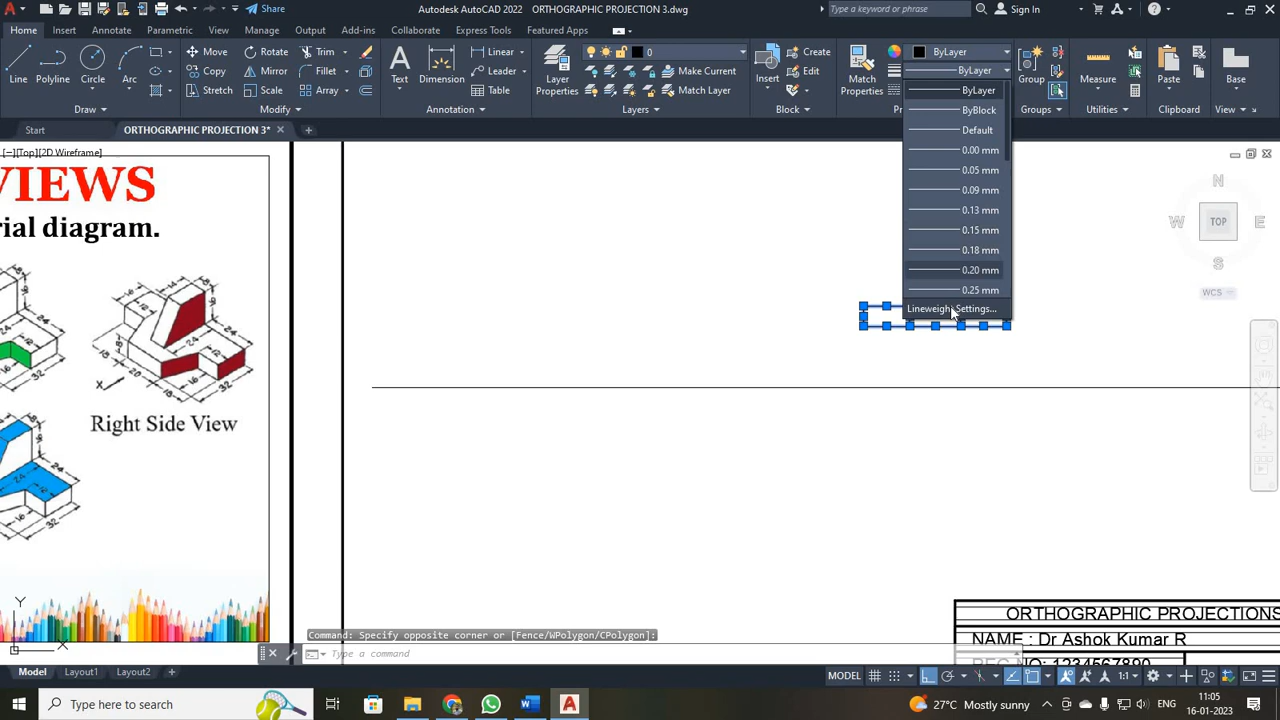 Share
Autodesk AutoCAD 2022 ORTHOGRAPHIC PROJECTION 3.dwg
Type a keyword or phrase
Sign In
Home Insert Annotate Parametric View Manage Output Add-ins Collaborate Express Tools Featured Apps
Line Polyline Circle Arc
Move Rotate Trim
Copy Mirror Fillet
Stretch Scale Array
Text Dimension
Linear
Leader
Table
Layer Properties
0
Make Current
Match Layer
Insert
Create
Edit
Match Properties
ByLayer
ByLayer
Group
Measure
Paste
Base
Draw Modify Annotation Layers Block Groups Utilities Clipboard View
Start ORTHOGRAPHIC PROJECTION 3*
[−][Top][2D Wireframe]
ByLayer
ByBlock
Default
0.00 mm
0.05 mm
0.09 mm
0.13 mm
0.15 mm
0.18 mm
0.20 mm
0.25 mm
Lineweight Settings...
VIEWS
rial diagram.
Right Side View
N
W TOP E
S
WCS
ORTHOGRAPHIC PROJECTIONS
NAME : Dr Ashok Kumar R
REG NO: 1234567890
Y
X
Command: Specify opposite corner or [Fence/WPolygon/CPolygon]:
Type a command
Model Layout1 Layout2
MODEL
1:1
Type here to search
27°C Mostly sunny
ENG
11:05
16-01-2023